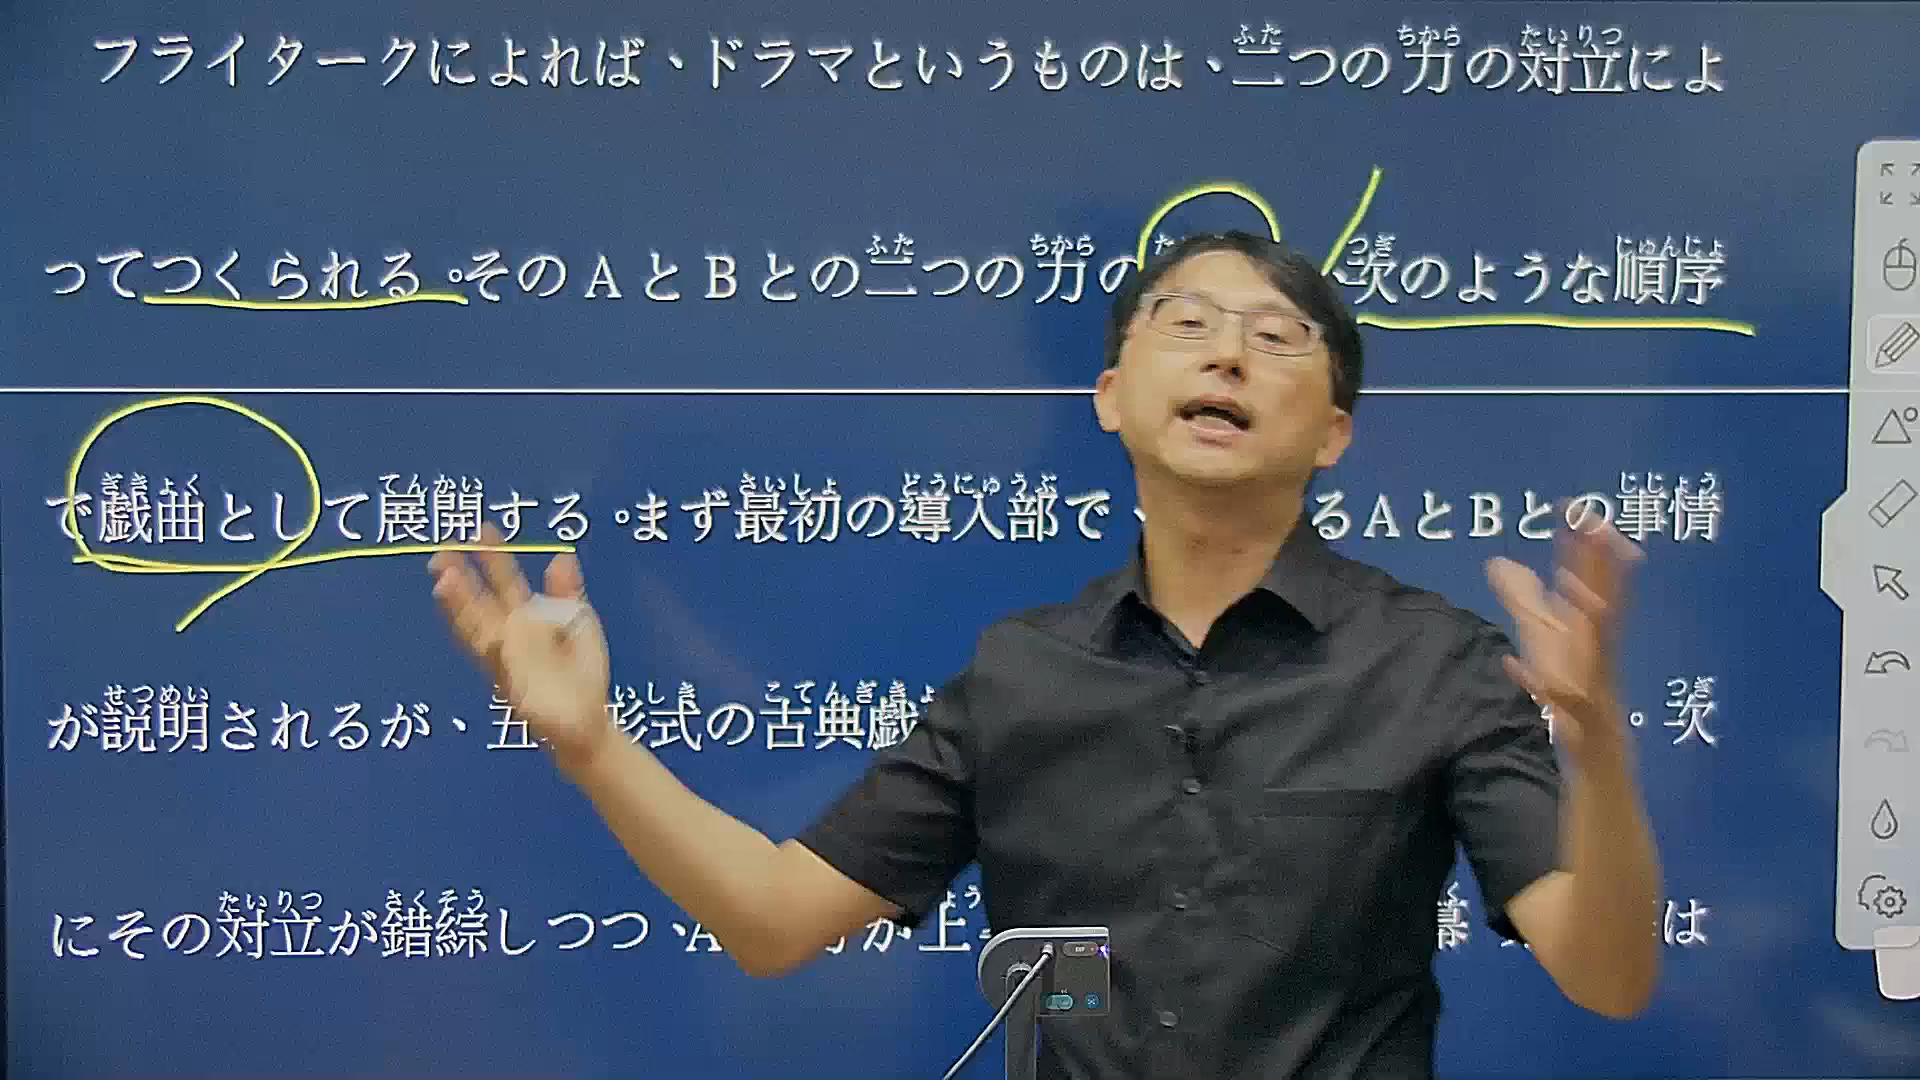 フライタークによれば、ドラマというものは、二つの力の対立によ
ってつくられる。そのAとBとの二つの力の、次のような順序
で戯曲として展開する。まず最初の導入部で、るAとBとの事情
が説明されるが、五形式の古典戯。次
にその対立が錯綜しつつ、Aが上幕は